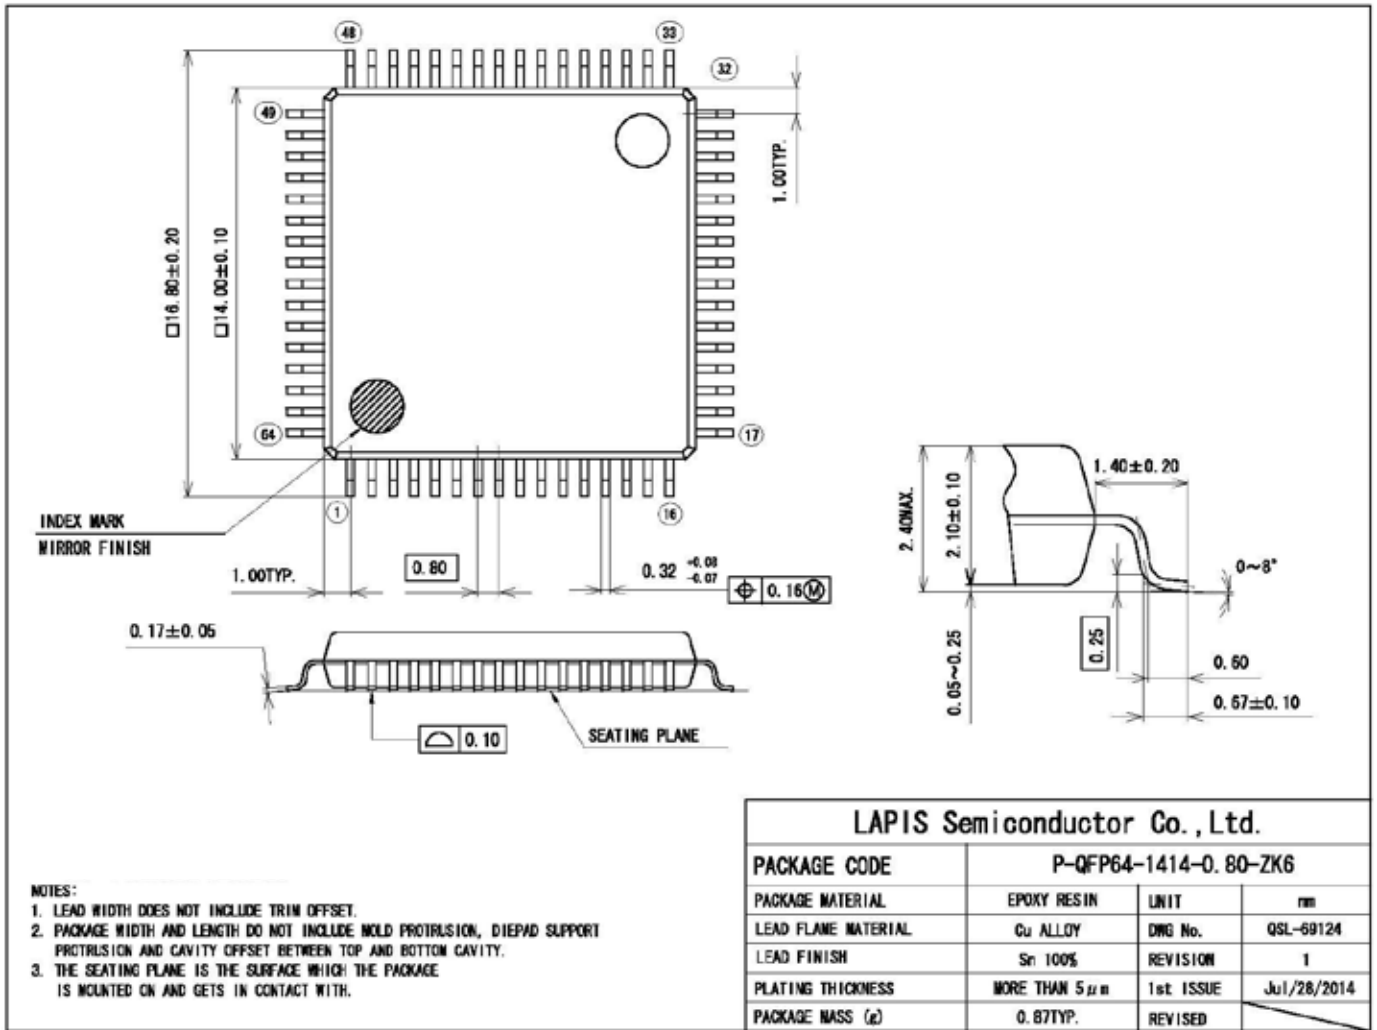 48
33
32
49
1.00TYP.
□16.80±0.20
□14.00±0.10
64
17
1
16
INDEX MARK
MIRROR FINISH
1.00TYP.
0.80
0.32 +0.08 -0.07
⌖ 0.16Ⓜ
2.40MAX.
2.10±0.10
1.40±0.20
0~8°
0.05~0.25
0.25
0.60
0.67±0.10
0.17±0.05
⌓ 0.10
SEATING PLANE
NOTES:
1. LEAD WIDTH DOES NOT INCLUDE TRIM OFFSET.
2. PACKAGE WIDTH AND LENGTH DO NOT INCLUDE MOLD PROTRUSION, DIEPAD SUPPORT
PROTRUSION AND CAVITY OFFSET BETWEEN TOP AND BOTTOM CAVITY.
3. THE SEATING PLANE IS THE SURFACE WHICH THE PACKAGE
IS MOUNTED ON AND GETS IN CONTACT WITH.
LAPIS Semiconductor Co.,Ltd.
PACKAGE CODE P-QFP64-1414-0.80-ZK6
PACKAGE MATERIAL EPOXY RESIN UNIT mm
LEAD FLAME MATERIAL Cu ALLOY DWG No. QSL-69124
LEAD FINISH Sn 100% REVISION 1
PLATING THICKNESS MORE THAN 5μm 1st ISSUE Jul/28/2014
PACKAGE MASS (g) 0.87TYP. REVISED